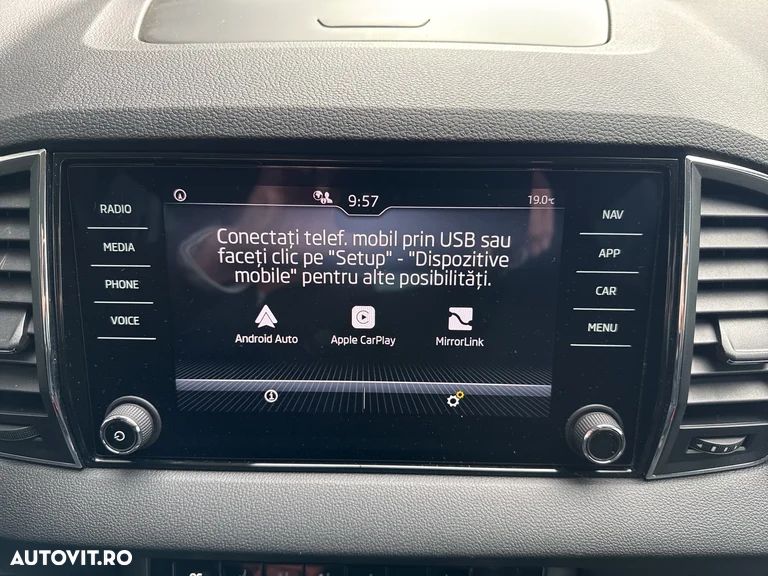 9:57
19.0°C
RADIO
MEDIA
PHONE
VOICE
Conectați telef. mobil prin USB sau
faceți clic pe "Setup" - "Dispozitive
mobile" pentru alte posibilități.
Android Auto
Apple CarPlay
MirrorLink
NAV
APP
CAR
MENU
AUTOVIT.RO